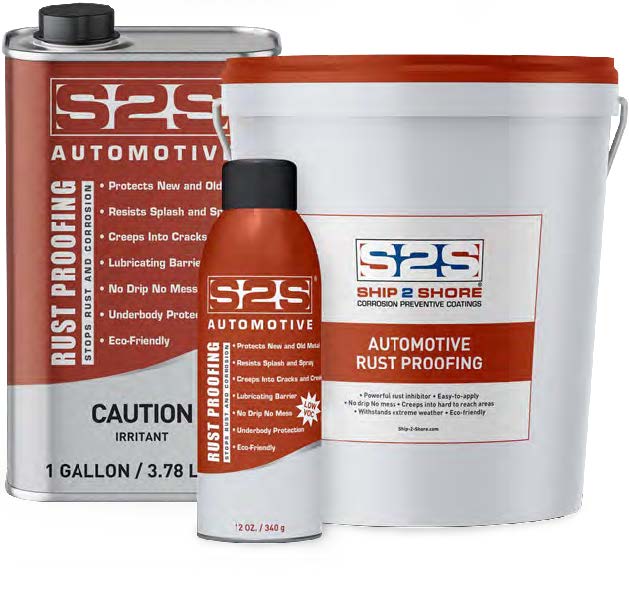 S2S
AUTOMOTIVE
RUST PROOFING
STOPS RUST AND CORROSION
• Protects New and Old
• Resists Splash and Sp
• Creeps Into Cracks
• Lubricating Barrie
• No Drip No Mess
• Underbody Protec
• Eco-Friendly
CAUTION
IRRITANT
1 GALLON / 3.78 L
S2S®
AUTOMOTIVE
RUST PROOFING
STOPS RUST AND CORROSION
• Protects New and Old Metal
• Resists Splash and Spray
• Creeps Into Cracks and Crev
• Lubricating Barrier
• No Drip No Mess
• Underbody Protection
• Eco-Friendly
LOW
VOC
12 OZ. / 340 g
S2S
SHIP 2 SHORE®
CORROSION PREVENTIVE COATINGS
AUTOMOTIVE
RUST PROOFING
• Powerful rust inhibitor • Easy-to-apply
• No drip No mess • Creeps into hard to reach areas
• Withstands extreme weather • Eco-friendly
Ship-2-Shore.com